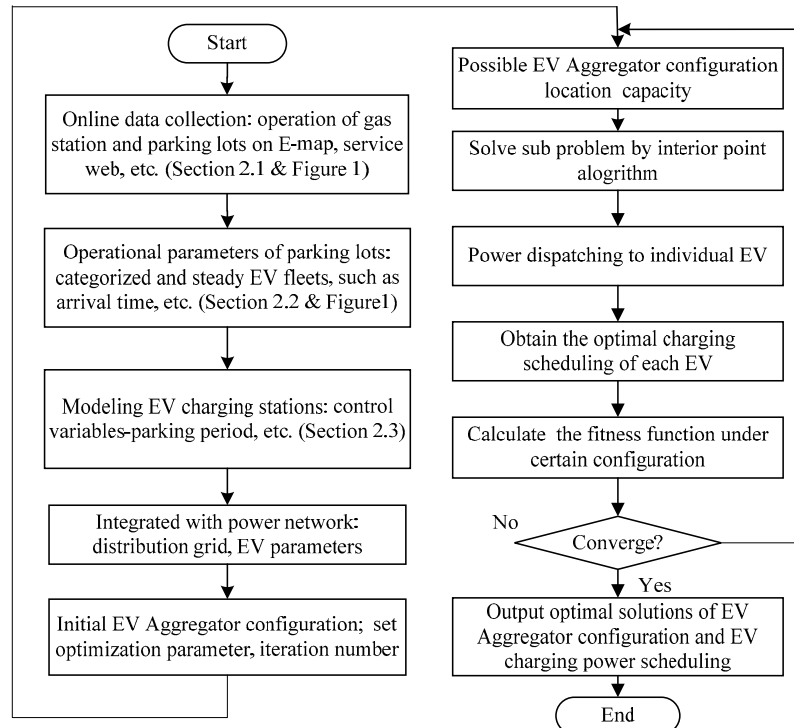 Start
Online data collection: operation of gas
station and parking lots on E-map, service
web, etc. (Section 2.1 & Figure 1)
Operational parameters of parking lots:
categorized and steady EV fleets, such as
arrival time, etc. (Section 2.2 & Figure1)
Modeling EV charging stations: control
variables-parking period, etc. (Section 2.3)
Integrated with power network:
distribution grid, EV parameters
Initial EV Aggregator configuration; set
optimization parameter, iteration number
Possible EV Aggregator configuration
location capacity
Solve sub problem by interior point
alogrithm
Power dispatching to individual EV
Obtain the optimal charging
scheduling of each EV
Calculate the fitness function under
certain configuration
No
Converge?
Yes
Output optimal solutions of EV
Aggregator configuration and EV
charging power scheduling
End